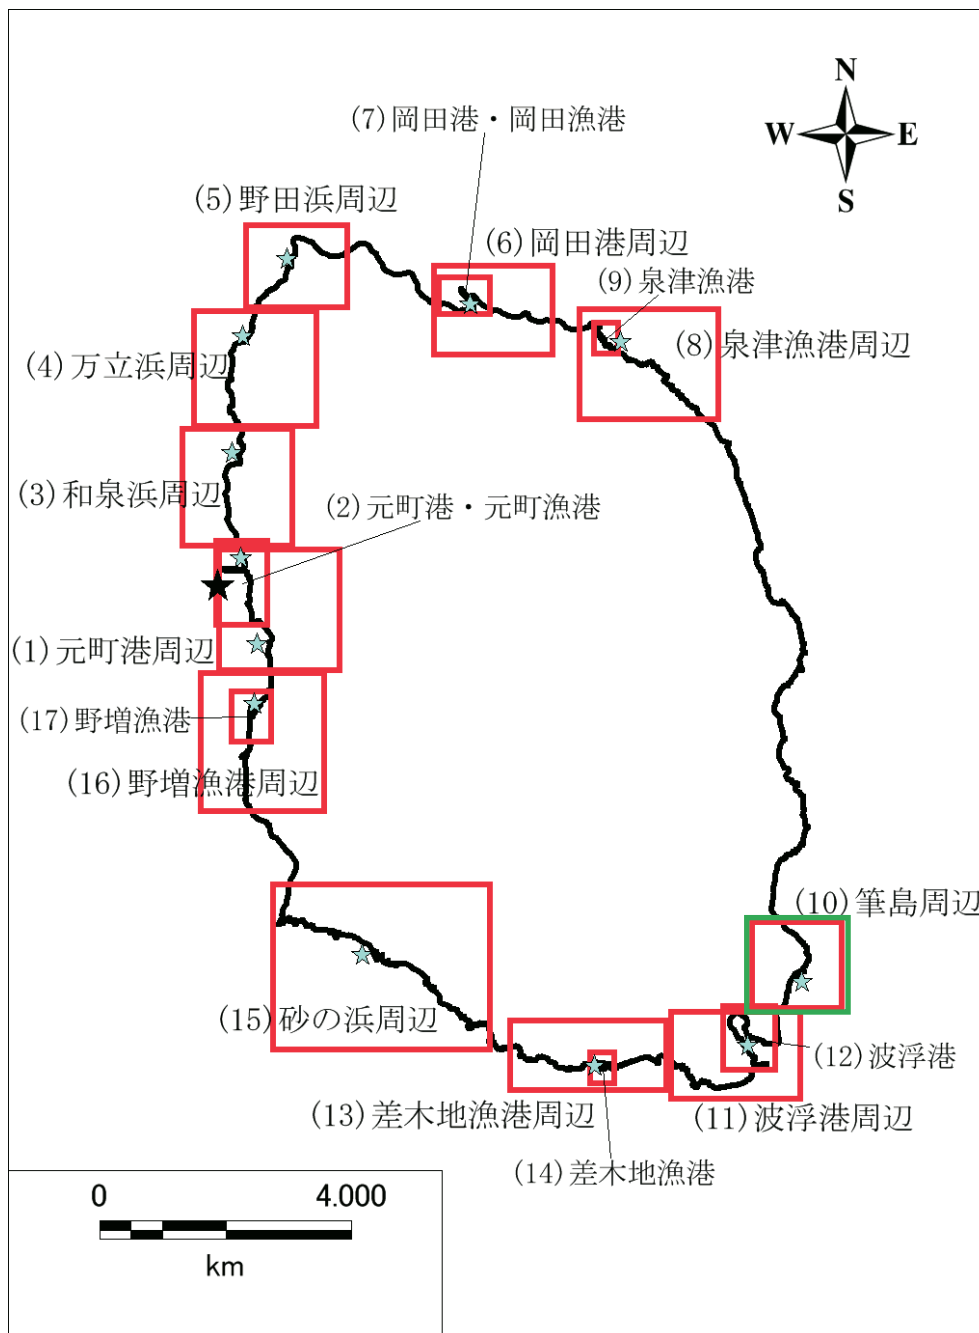 N
W E
S
(7)岡田港・岡田漁港
(5)野田浜周辺
(6)岡田港周辺
(9)泉津漁港
(8)泉津漁港周辺
(4)万立浜周辺
(3)和泉浜周辺
(2)元町港・元町漁港
(1)元町港周辺
(17)野増漁港
(16)野増漁港周辺
(10)筆島周辺
(15)砂の浜周辺
(12)波浮港
(13)差木地漁港周辺
(11)波浮港周辺
(14)差木地漁港
0 4.000
km